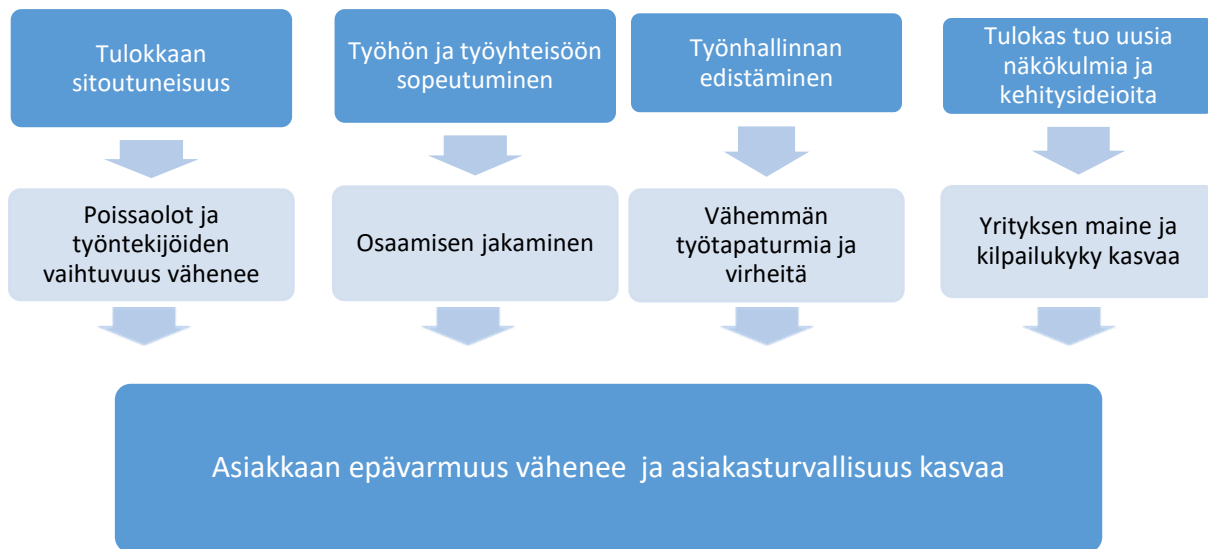 Tulokkaan
sitoutuneisuus
Työhön ja työyhteisöön
sopeutuminen
Työnhallinnan
edistäminen
Tulokas tuo uusia
näkökulmia ja
kehitysideioita
Poissaolot ja
työntekijöiden
vaihtuvuus vähenee
Osaamisen jakaminen
Vähemmän
työtapaturmia ja
virheitä
Yrityksen maine ja
kilpailukyky kasvaa
Asiakkaan epävarmuus vähenee  ja asiakasturvallisuus kasvaa